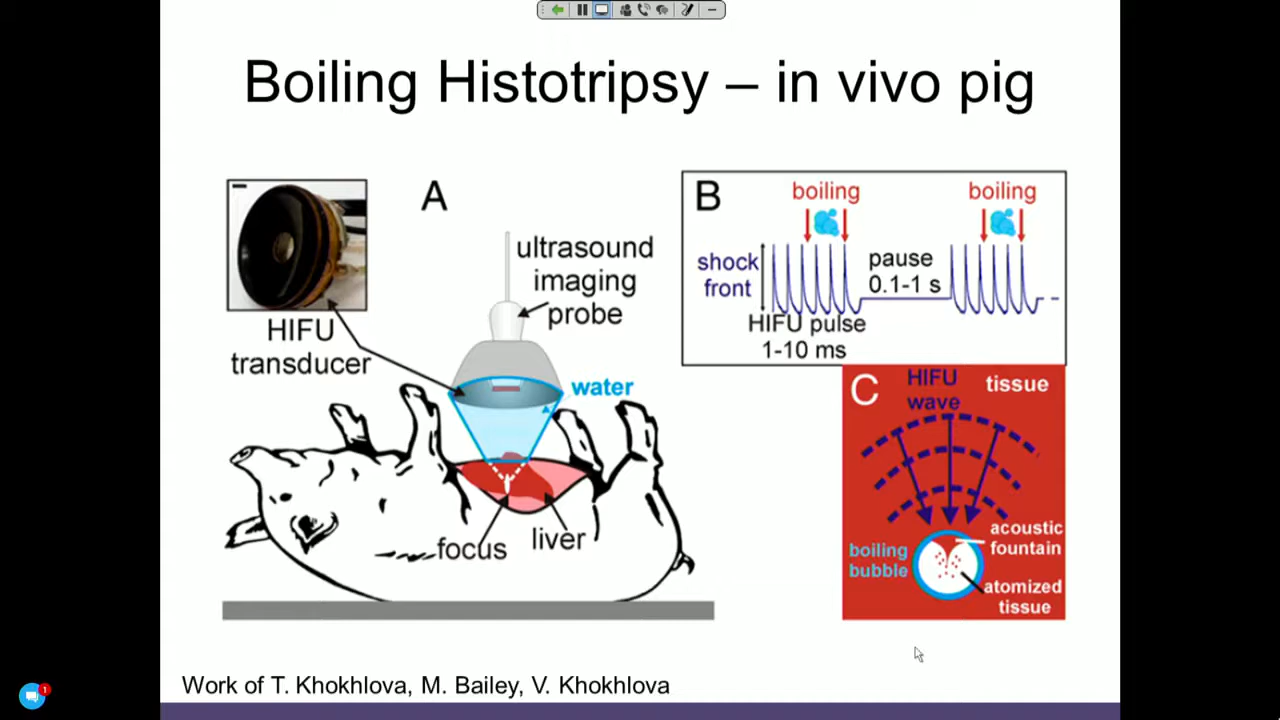 Boiling Histotripsy – in vivo pig
A
ultrasound
imaging
probe
HIFU
transducer
water
focus
liver
B
boiling
boiling
shock
front
pause
0.1-1 s
HIFU pulse
1-10 ms
C
HIFU
wave
tissue
acoustic
fountain
boiling
bubble
atomized
tissue
Work of T. Khokhlova, M. Bailey, V. Khokhlova
1